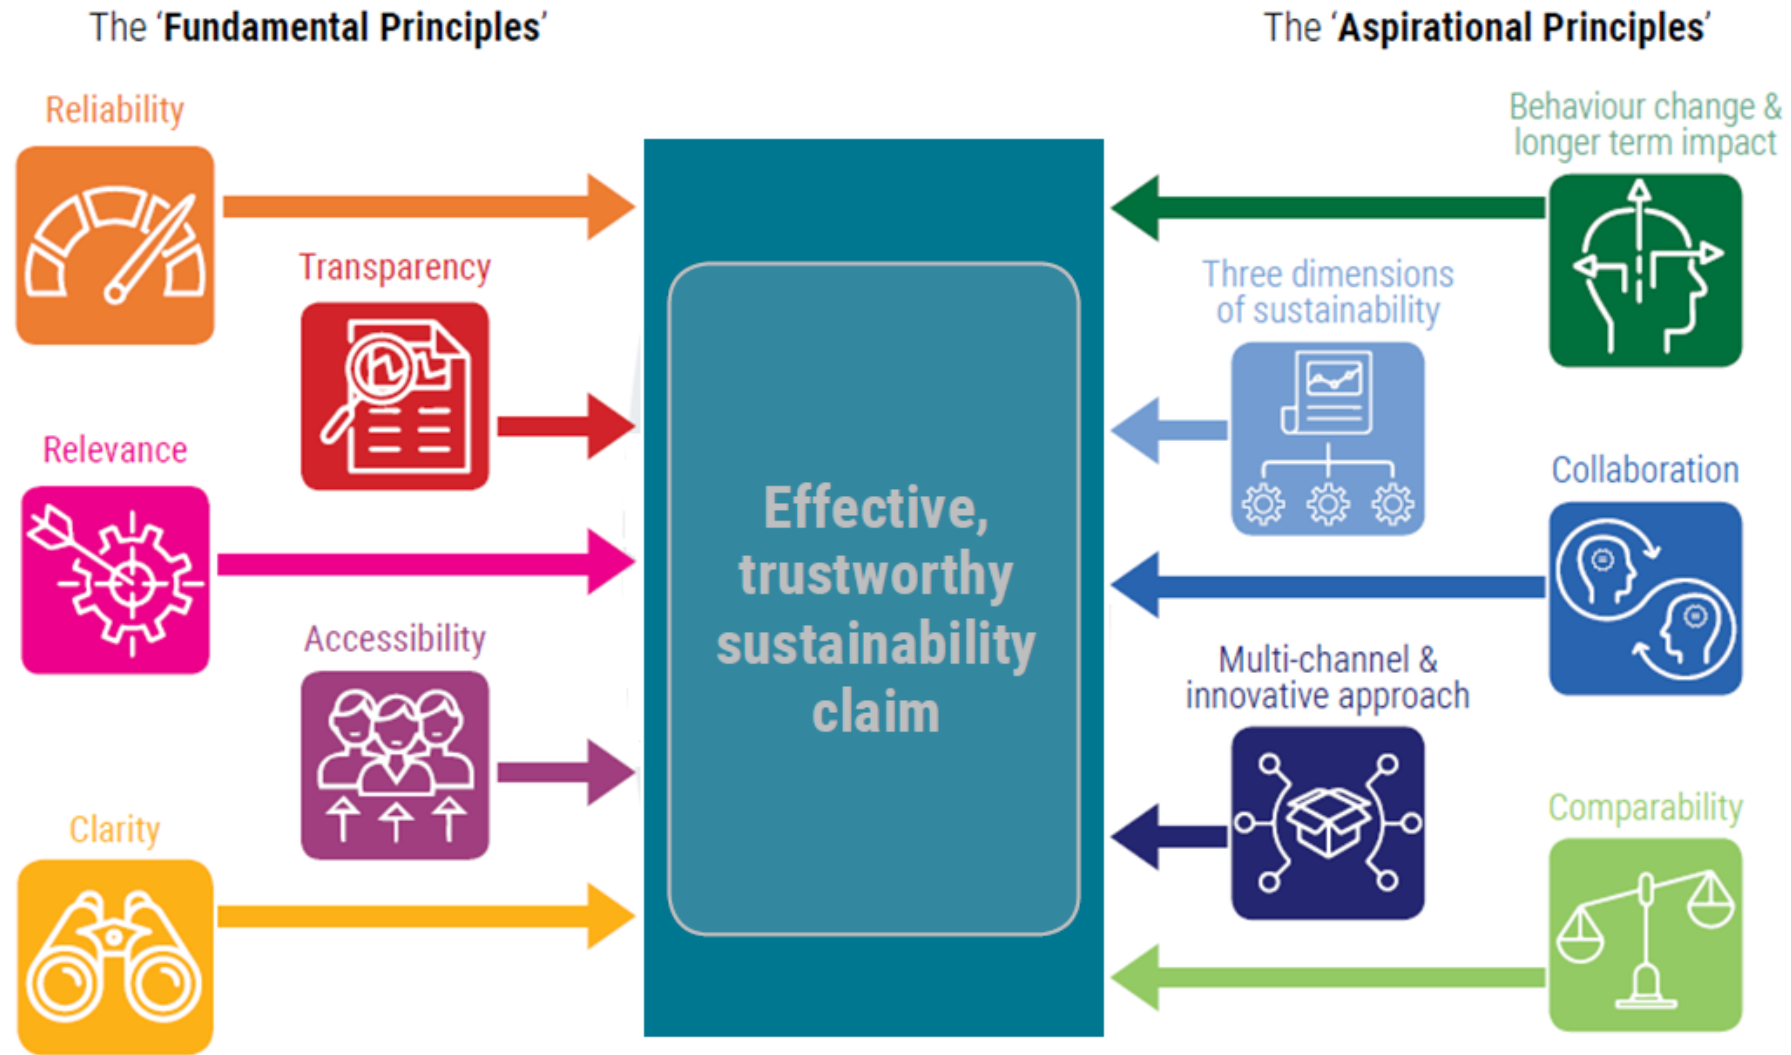 The ‘Fundamental Principles’
Reliability
Transparency
Relevance
Accessibility
Clarity
Effective,
trustworthy
sustainability
claim
The ‘Aspirational Principles’
Behaviour change &
longer term impact
Three dimensions
of sustainability
Collaboration
Multi-channel &
innovative approach
Comparability